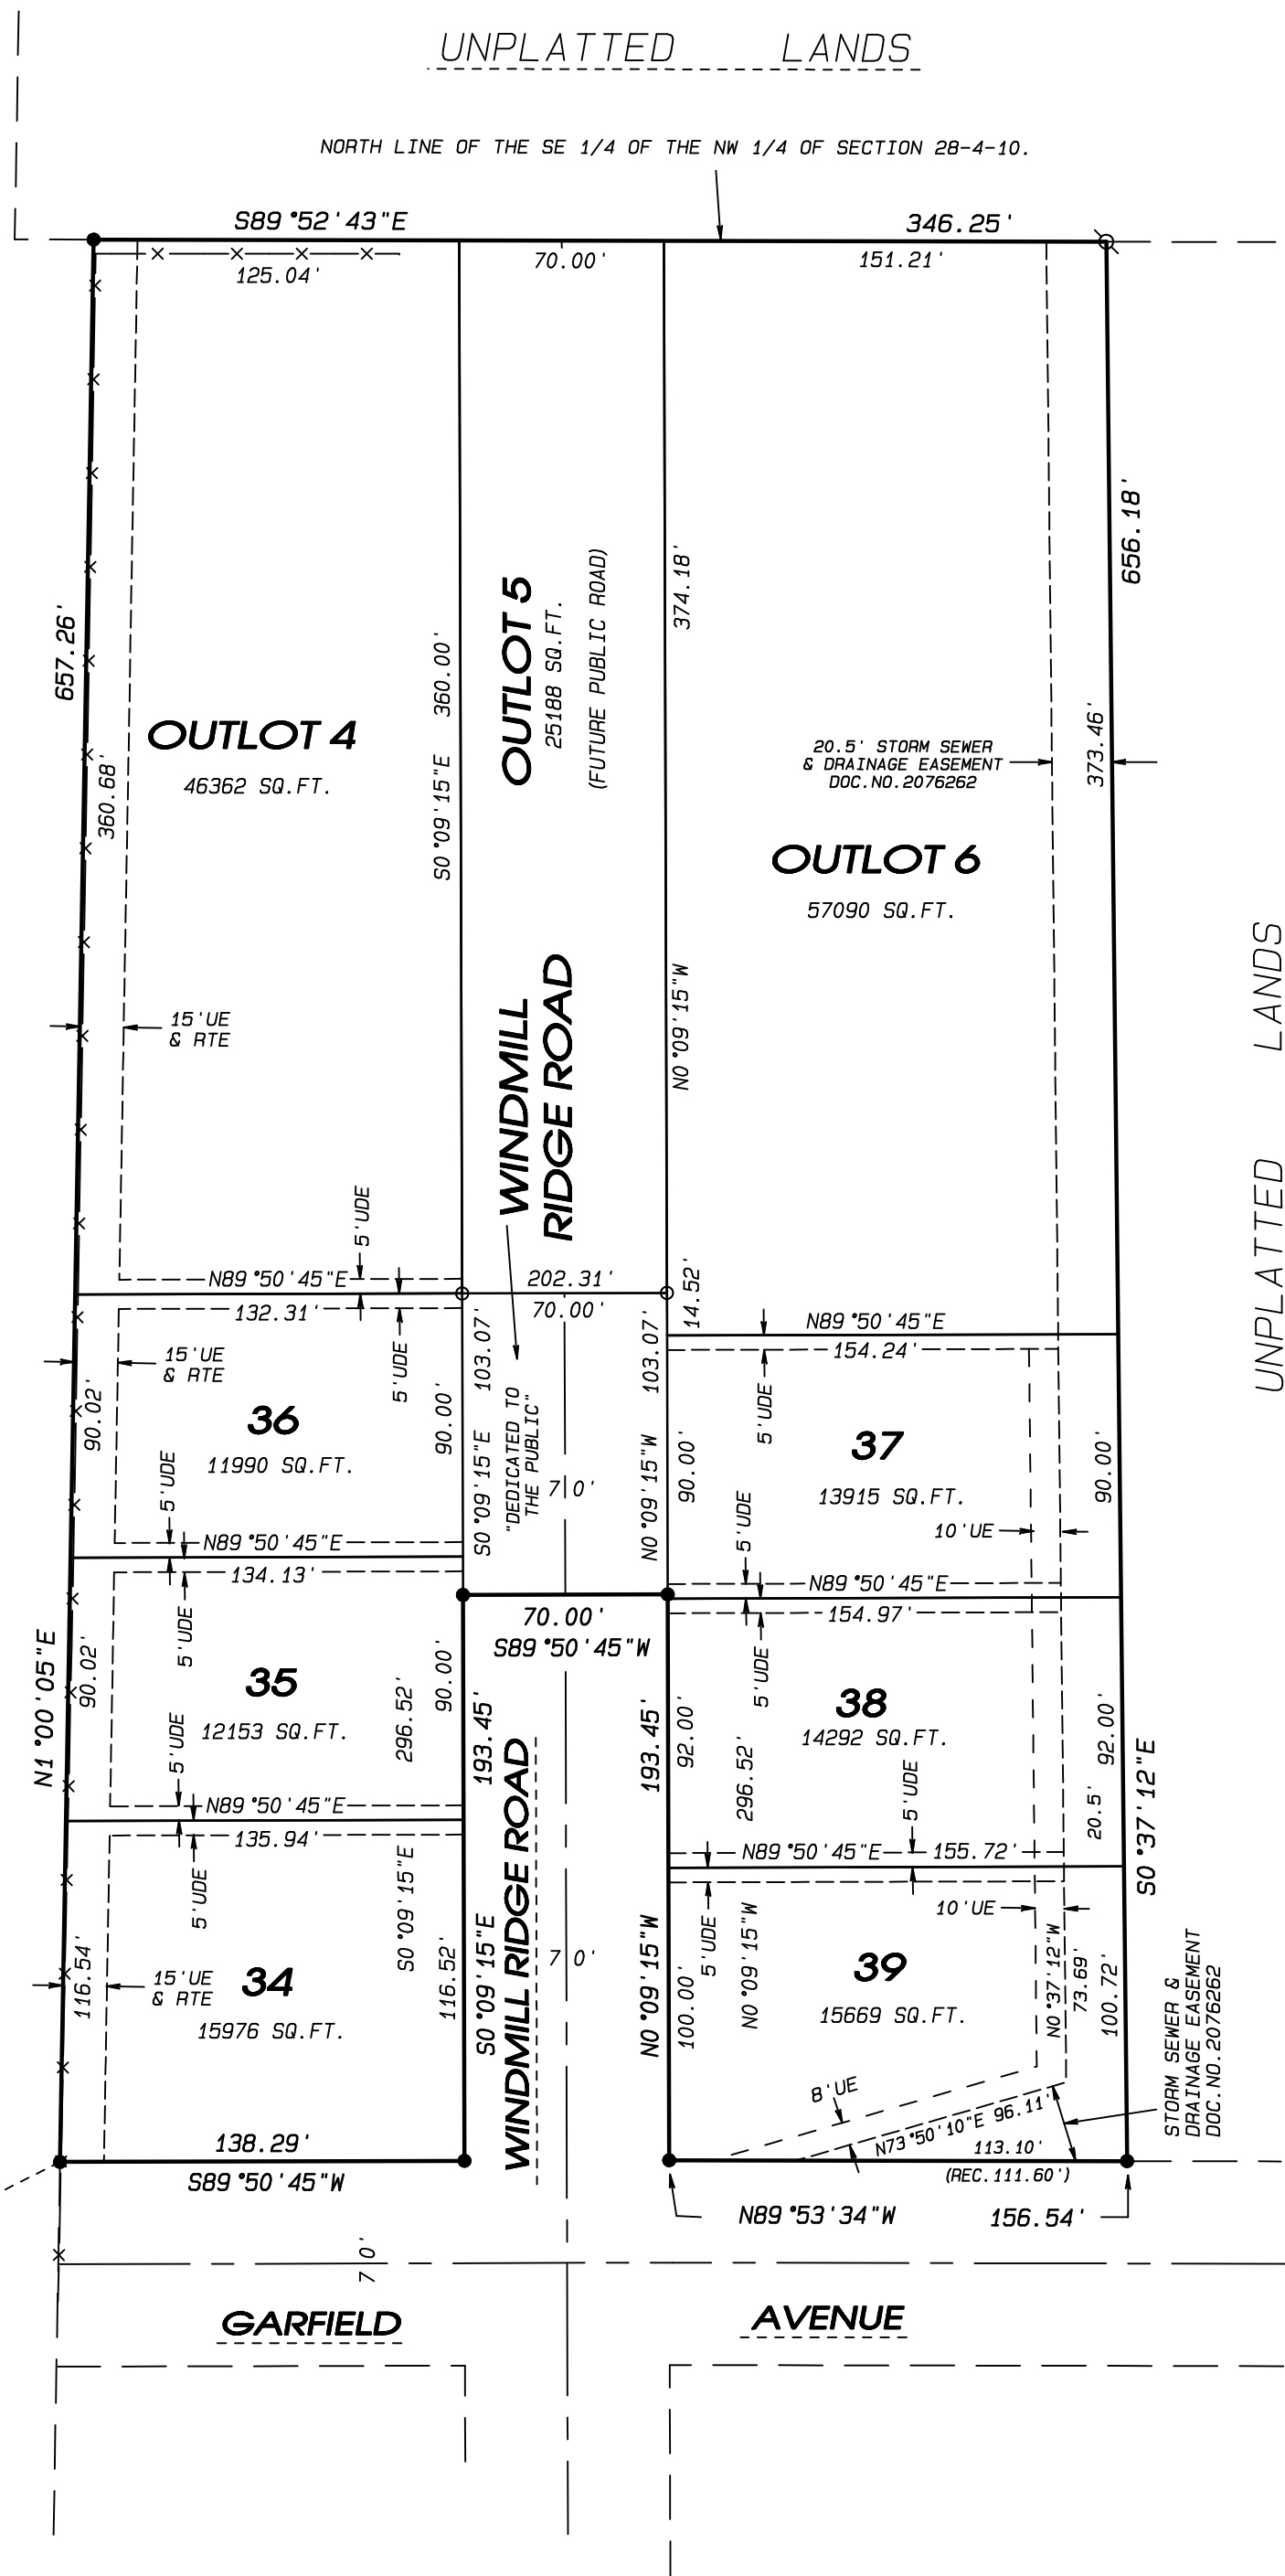 UNPLATTED LANDS
NORTH LINE OF THE SE 1/4 OF THE NW 1/4 OF SECTION 28-4-10.
S89°52'43"E
346.25'
125.04'
70.00'
151.21'
657.26'
360.68'
OUTLOT 4
46362 SQ.FT.
S0°09'15"E 360.00'
OUTLOT 5
25188 SQ.FT.
(FUTURE PUBLIC ROAD)
374.18'
N0°09'15"W
656.18'
373.46'
20.5' STORM SEWER
& DRAINAGE EASEMENT
DOC.NO.2076262
OUTLOT 6
57090 SQ.FT.
UNPLATTED LANDS
15'UE
& RTE
WINDMILL
RIDGE ROAD
5'UDE
N89°50'45"E
202.31'
132.31'
70.00'
14.52'
N89°50'45"E
154.24'
15'UE
& RTE
5'UDE
90.02'
36
11990 SQ.FT.
90.00'
S0°09'15"E 103.07'
"DEDICATED TO
THE PUBLIC"
70'
N0°09'15"W 103.07'
90.00'
5'UDE
37
13915 SQ.FT.
90.00'
10'UE
5'UDE
N89°50'45"E
134.13'
5'UDE
N89°50'45"E
154.97'
70.00'
S89°50'45"W
N1°00'05"E
90.02'
5'UDE
35
12153 SQ.FT.
296.52'
90.00'
193.45'
193.45'
92.00'
5'UDE
38
14292 SQ.FT.
296.52'
5'UDE
92.00'
20.5'
S0°37'12"E
5'UDE
N89°50'45"E
135.94'
N89°50'45"E
155.72'
5'UDE
S0°09'15"E
116.54'
15'UE
& RTE
34
15976 SQ.FT.
116.52'
S0°09'15"E
WINDMILL RIDGE ROAD
70'
N0°09'15"W
100.00'
5'UDE
N0°09'15"W
10'UE
39
15669 SQ.FT.
N0°37'12"W
73.69'
100.72'
STORM SEWER &
DRAINAGE EASEMENT
DOC.NO.2076262
8'UE
N73°50'10"E 96.11'
113.10'
(REC.111.60')
138.29'
S89°50'45"W
N89°53'34"W
156.54'
70'
GARFIELD AVENUE